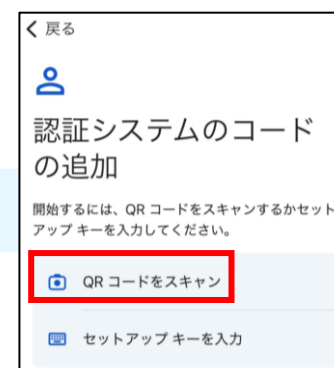 戻る
認証システムのコード
の追加
開始するには、QR コードをスキャンするかセット
アップ キーを入力してください。
QR コードをスキャン
セットアップ キーを入力